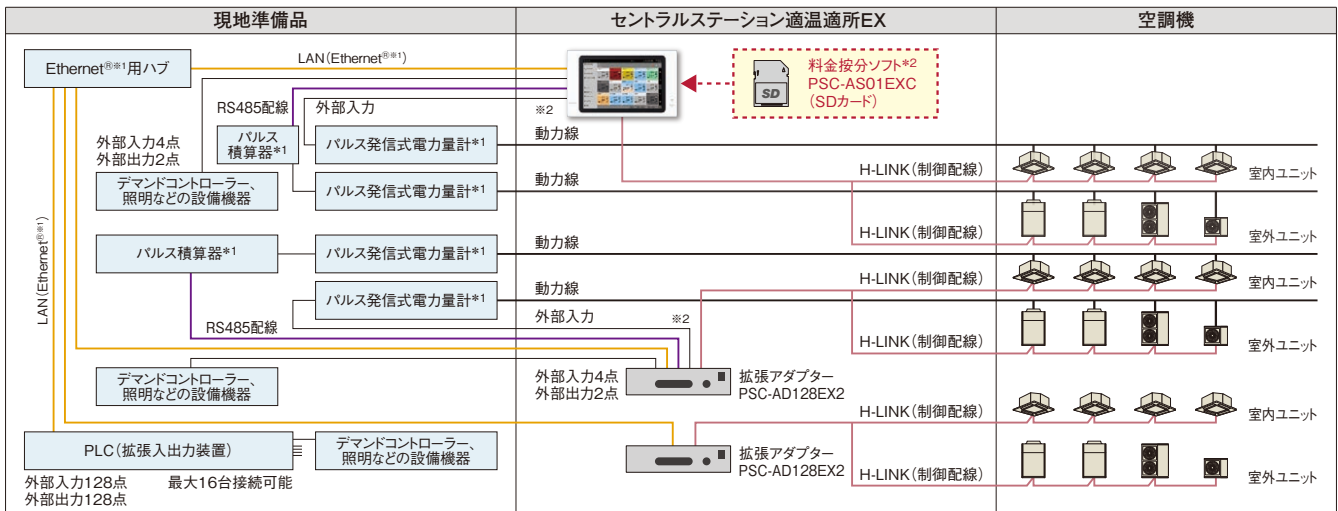 現地準備品
セントラルステーション適温適所EX
空調機
Ethernet®※1用ハブ
LAN(Ethernet®※1)
RS485配線
外部入力
※2
料金按分ソフト*2
PSC-AS01EXC
(SDカード)
SD
外部入力4点
外部出力2点
パルス
積算器*1
パルス発信式電力量計*1
動力線
H-LINK(制御配線)
室内ユニット
デマンドコントローラー、
照明などの設備機器
パルス発信式電力量計*1
動力線
H-LINK(制御配線)
室外ユニット
LAN(Ethernet®※1)
パルス積算器*1
パルス発信式電力量計*1
動力線
H-LINK(制御配線)
室内ユニット
パルス発信式電力量計*1
動力線
外部入力
※2
RS485配線
H-LINK(制御配線)
室外ユニット
デマンドコントローラー、
照明などの設備機器
外部入力4点
外部出力2点
拡張アダプター
PSC-AD128EX2
H-LINK(制御配線)
室内ユニット
PLC(拡張入出力装置)
デマンドコントローラー、
照明などの設備機器
拡張アダプター
PSC-AD128EX2
H-LINK(制御配線)
室外ユニット
外部入力128点
外部出力128点
最大16台接続可能